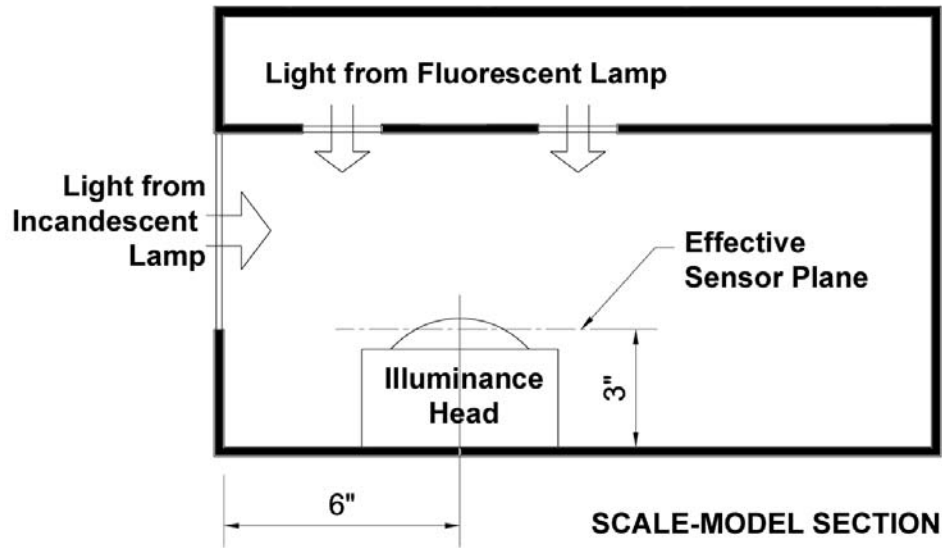 Light from Fluorescent Lamp
Light from
Incandescent
Lamp
Effective
Sensor Plane
Illuminance
Head
3"
6"
SCALE-MODEL SECTION